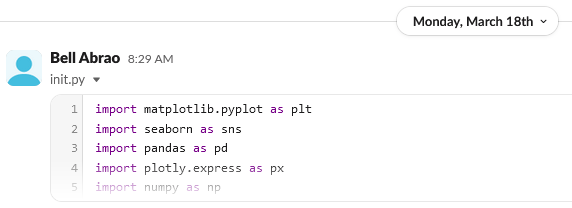 Monday, March 18th
Bell Abrao 8:29 AM
init.py
1 import matplotlib.pyplot as plt
2 import seaborn as sns
3 import pandas as pd
4 import plotly.express as px
5 import numpy as np